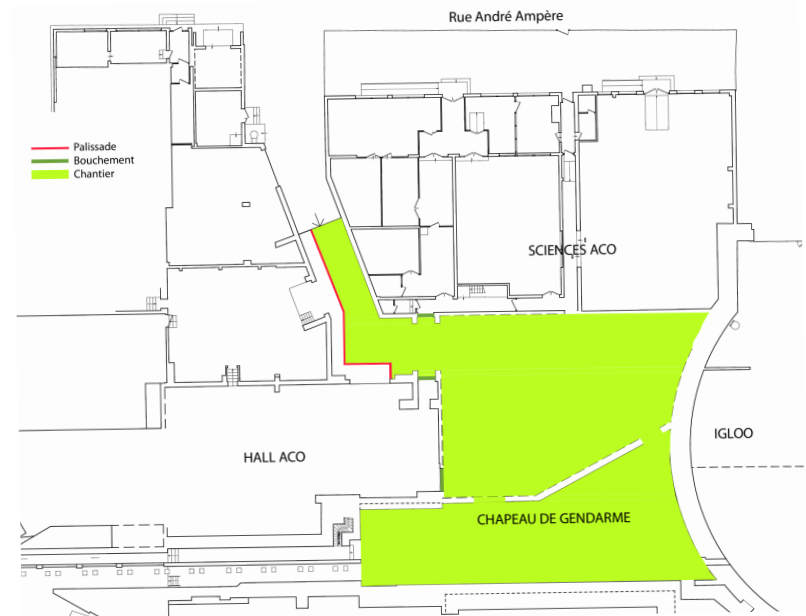 Rue André Ampère
Palissade
Bouchement
Chantier
SCIENCES ACO
IGLOO
HALL ACO
CHAPEAU DE GENDARME